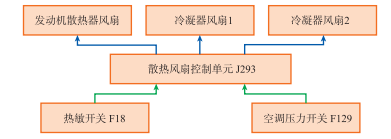 发动机散热器风扇
冷凝器风扇1
冷凝器风扇2
散热风扇控制单元 J293
热敏开关 F18
空调压力开关 F129